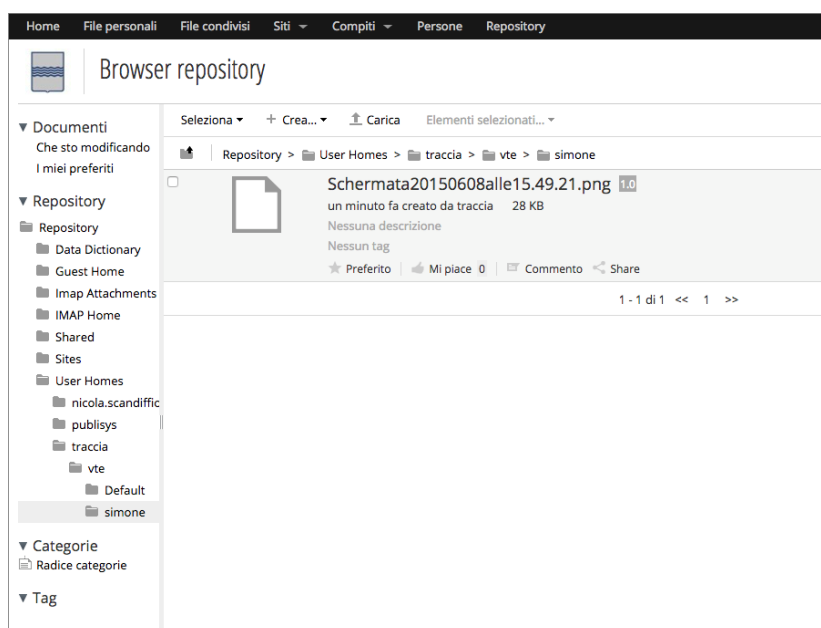 Home File personali File condivisi Siti Compiti Persone Repository
Browser repository
Documenti
Che sto modificando
I miei preferiti
Repository
Repository
Data Dictionary
Guest Home
Imap Attachments
IMAP Home
Shared
Sites
User Homes
nicola.scandiffic
publisys
traccia
vte
Default
simone
Categorie
Radice categorie
Tag
Seleziona + Crea... Carica Elementi selezionati...
Repository > User Homes > traccia > vte > simone
Schermata20150608alle15.49.21.png 1.0
un minuto fa creato da traccia 28 KB
Nessuna descrizione
Nessun tag
Preferito Mi piace 0 Commento Share
1 - 1 di 1 << 1 >>